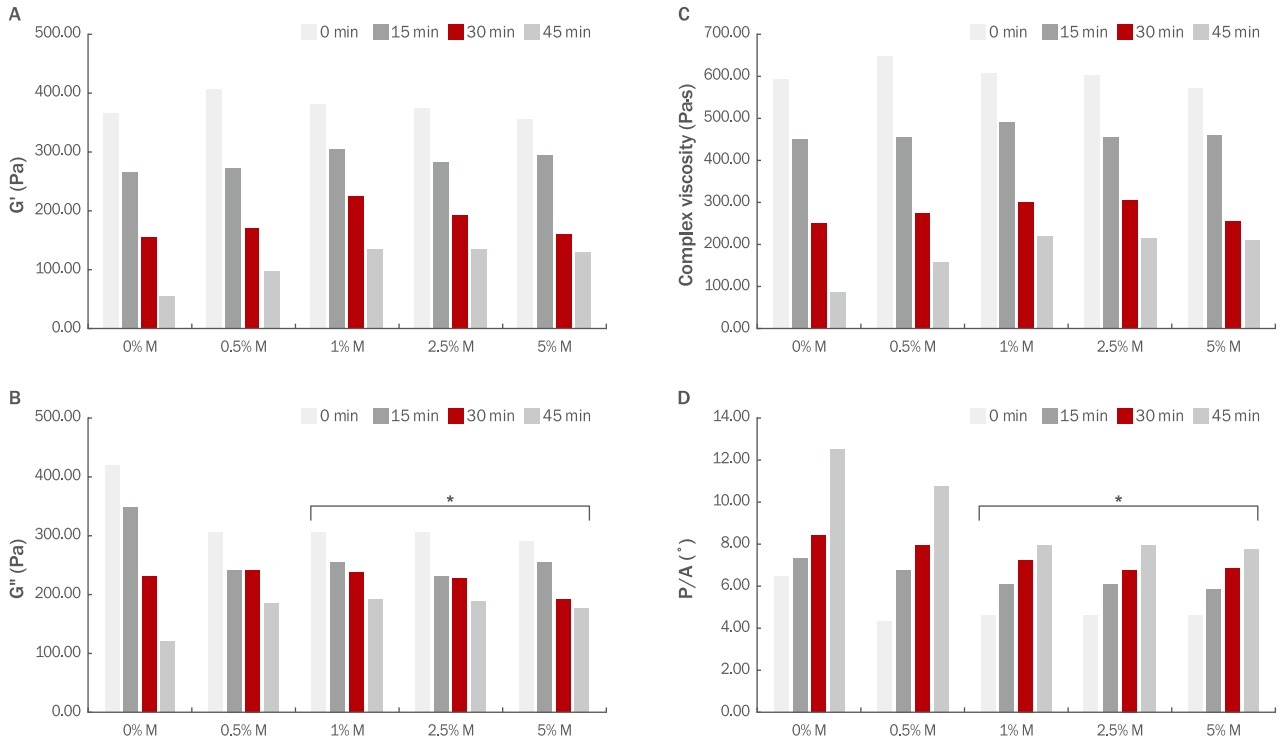 A
0 min 15 min 30 min 45 min
500.00
400.00
300.00
200.00
100.00
0.00
G' (Pa)
0% M 0.5% M 1% M 2.5% M 5% M
C
0 min 15 min 30 min 45 min
700.00
600.00
500.00
400.00
300.00
200.00
100.00
0.00
Complex viscosity (Pa•s)
0% M 0.5% M 1% M 2.5% M 5% M
B
0 min 15 min 30 min 45 min
500.00
400.00
300.00
200.00
100.00
0.00
G" (Pa)
*
0% M 0.5% M 1% M 2.5% M 5% M
D
0 min 15 min 30 min 45 min
14.00
12.00
10.00
8.00
6.00
4.00
2.00
0.00
P/A (°)
*
0% M 0.5% M 1% M 2.5% M 5% M